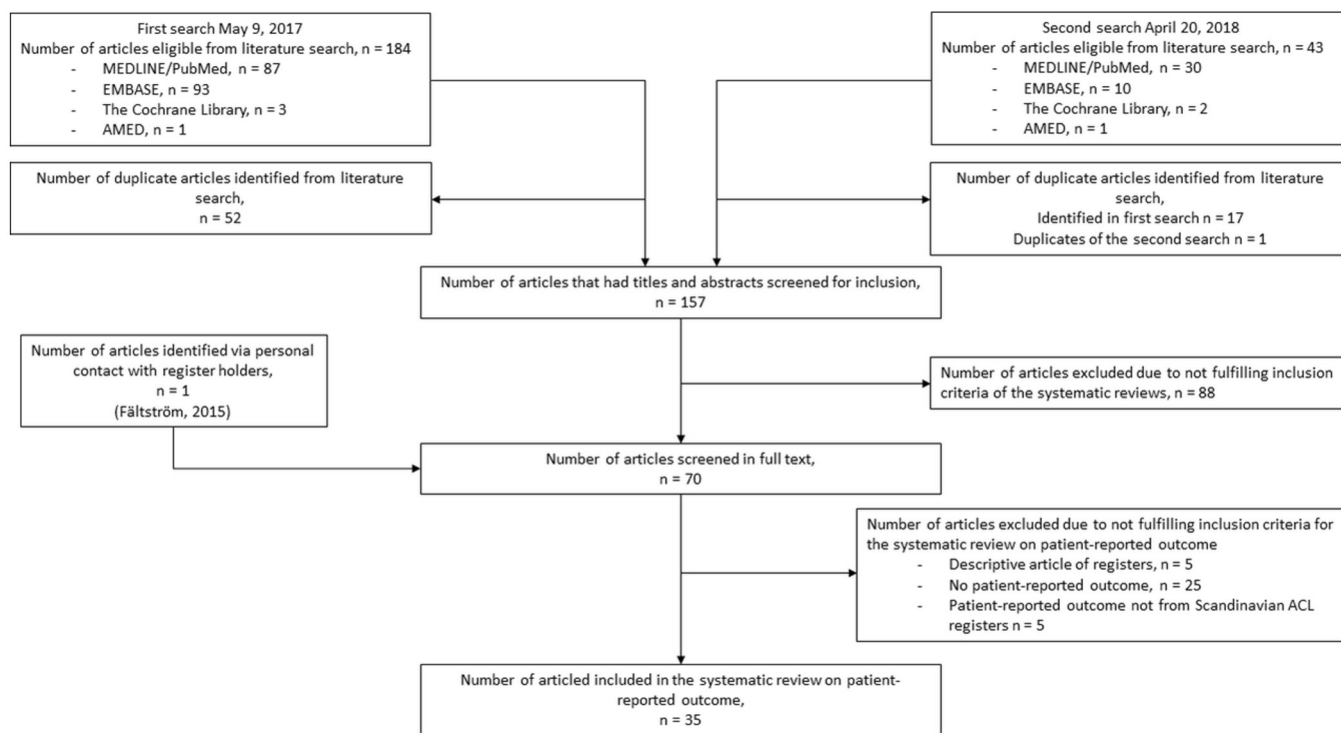 First search May 9, 2017
Number of articles eligible from literature search, n = 184
- MEDLINE/PubMed, n = 87
- EMBASE, n = 93
- The Cochrane Library, n = 3
- AMED, n = 1
Second search April 20, 2018
Number of articles eligible from literature search, n = 43
- MEDLINE/PubMed, n = 30
- EMBASE, n = 10
- The Cochrane Library, n = 2
- AMED, n = 1
Number of duplicate articles identified from literature
search,
n = 52
Number of duplicate articles identified from literature
search,
Identified in first search n = 17
Duplicates of the second search n = 1
Number of articles that had titles and abstracts screened for inclusion,
n = 157
Number of articles identified via personal
contact with register holders,
n = 1
(Fältström, 2015)
Number of articles excluded due to not fulfilling inclusion
criteria of the systematic reviews, n = 88
Number of articles screened in full text,
n = 70
Number of articles excluded due to not fulfilling inclusion criteria for
the systematic review on patient-reported outcome
- Descriptive article of registers, n = 5
- No patient-reported outcome, n = 25
- Patient-reported outcome not from Scandinavian ACL
registers n = 5
Number of articled included in the systematic review on patient-
reported outcome,
n = 35